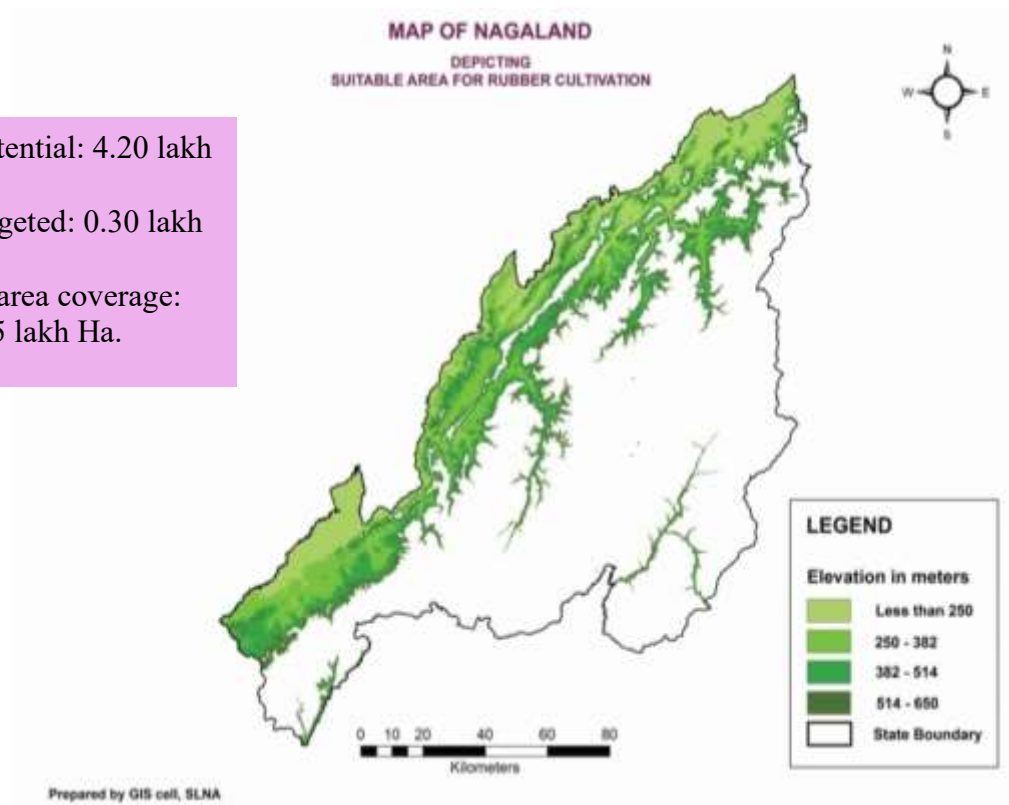 MAP OF NAGALAND
DEPICTING
SUITABLE AREA FOR RUBBER CULTIVATION
N
W E
S
tential: 4.20 lakh
geted: 0.30 lakh
area coverage:
5 lakh Ha.
LEGEND
Elevation in meters
Less than 250
250 - 382
382 - 514
514 - 650
State Boundary
0 10 20 40 60 80
Kilometers
Prepared by GIS cell, SLNA